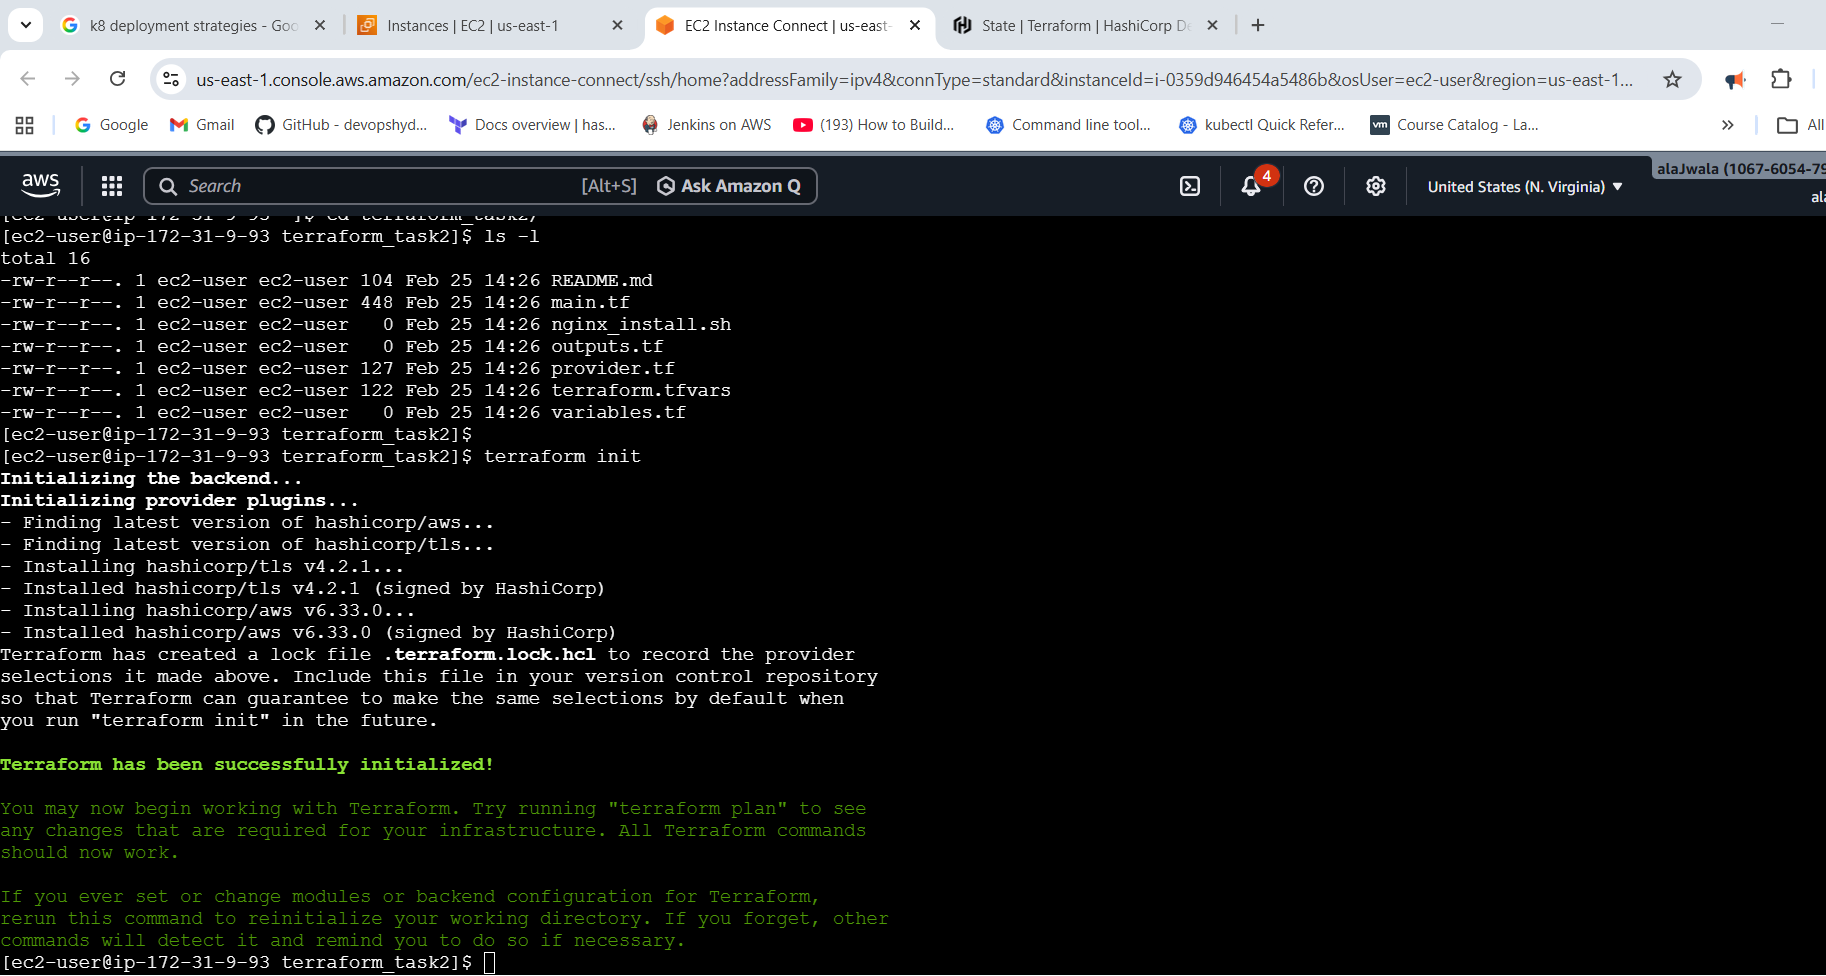 k8 deployment strategies - Goo
Instances | EC2 | us-east-1
EC2 Instance Connect | us-east-
State | Terraform | HashiCorp De
us-east-1.console.aws.amazon.com/ec2-instance-connect/ssh/home?addressFamily=ipv4&connType=standard&instanceId=i-0359d946454a5486b&osUser=ec2-user&region=us-east-1...
Google
Gmail
GitHub - devopshyd...
Docs overview | has...
Jenkins on AWS
(193) How to Build...
Command line tool...
kubectl Quick Refer...
vm
Course Catalog - La...
All
aws
Search
[Alt+S]
Ask Amazon Q
4
United States (N. Virginia)
alaJwala (1067-6054-79
al
[ec2-user@ip-172-31-9-93 ~]$ cd terraform_task2/
[ec2-user@ip-172-31-9-93 terraform_task2]$ ls -l
total 16
-rw-r--r--. 1 ec2-user ec2-user 104 Feb 25 14:26 README.md
-rw-r--r--. 1 ec2-user ec2-user 448 Feb 25 14:26 main.tf
-rw-r--r--. 1 ec2-user ec2-user   0 Feb 25 14:26 nginx_install.sh
-rw-r--r--. 1 ec2-user ec2-user   0 Feb 25 14:26 outputs.tf
-rw-r--r--. 1 ec2-user ec2-user 127 Feb 25 14:26 provider.tf
-rw-r--r--. 1 ec2-user ec2-user 122 Feb 25 14:26 terraform.tfvars
-rw-r--r--. 1 ec2-user ec2-user   0 Feb 25 14:26 variables.tf
[ec2-user@ip-172-31-9-93 terraform_task2]$
[ec2-user@ip-172-31-9-93 terraform_task2]$ terraform init
Initializing the backend...
Initializing provider plugins...
- Finding latest version of hashicorp/aws...
- Finding latest version of hashicorp/tls...
- Installing hashicorp/tls v4.2.1...
- Installed hashicorp/tls v4.2.1 (signed by HashiCorp)
- Installing hashicorp/aws v6.33.0...
- Installed hashicorp/aws v6.33.0 (signed by HashiCorp)
Terraform has created a lock file .terraform.lock.hcl to record the provider
selections it made above. Include this file in your version control repository
so that Terraform can guarantee to make the same selections by default when
you run "terraform init" in the future.
Terraform has been successfully initialized!
You may now begin working with Terraform. Try running "terraform plan" to see
any changes that are required for your infrastructure. All Terraform commands
should now work.
If you ever set or change modules or backend configuration for Terraform,
rerun this command to reinitialize your working directory. If you forget, other
commands will detect it and remind you to do so if necessary.
[ec2-user@ip-172-31-9-93 terraform_task2]$